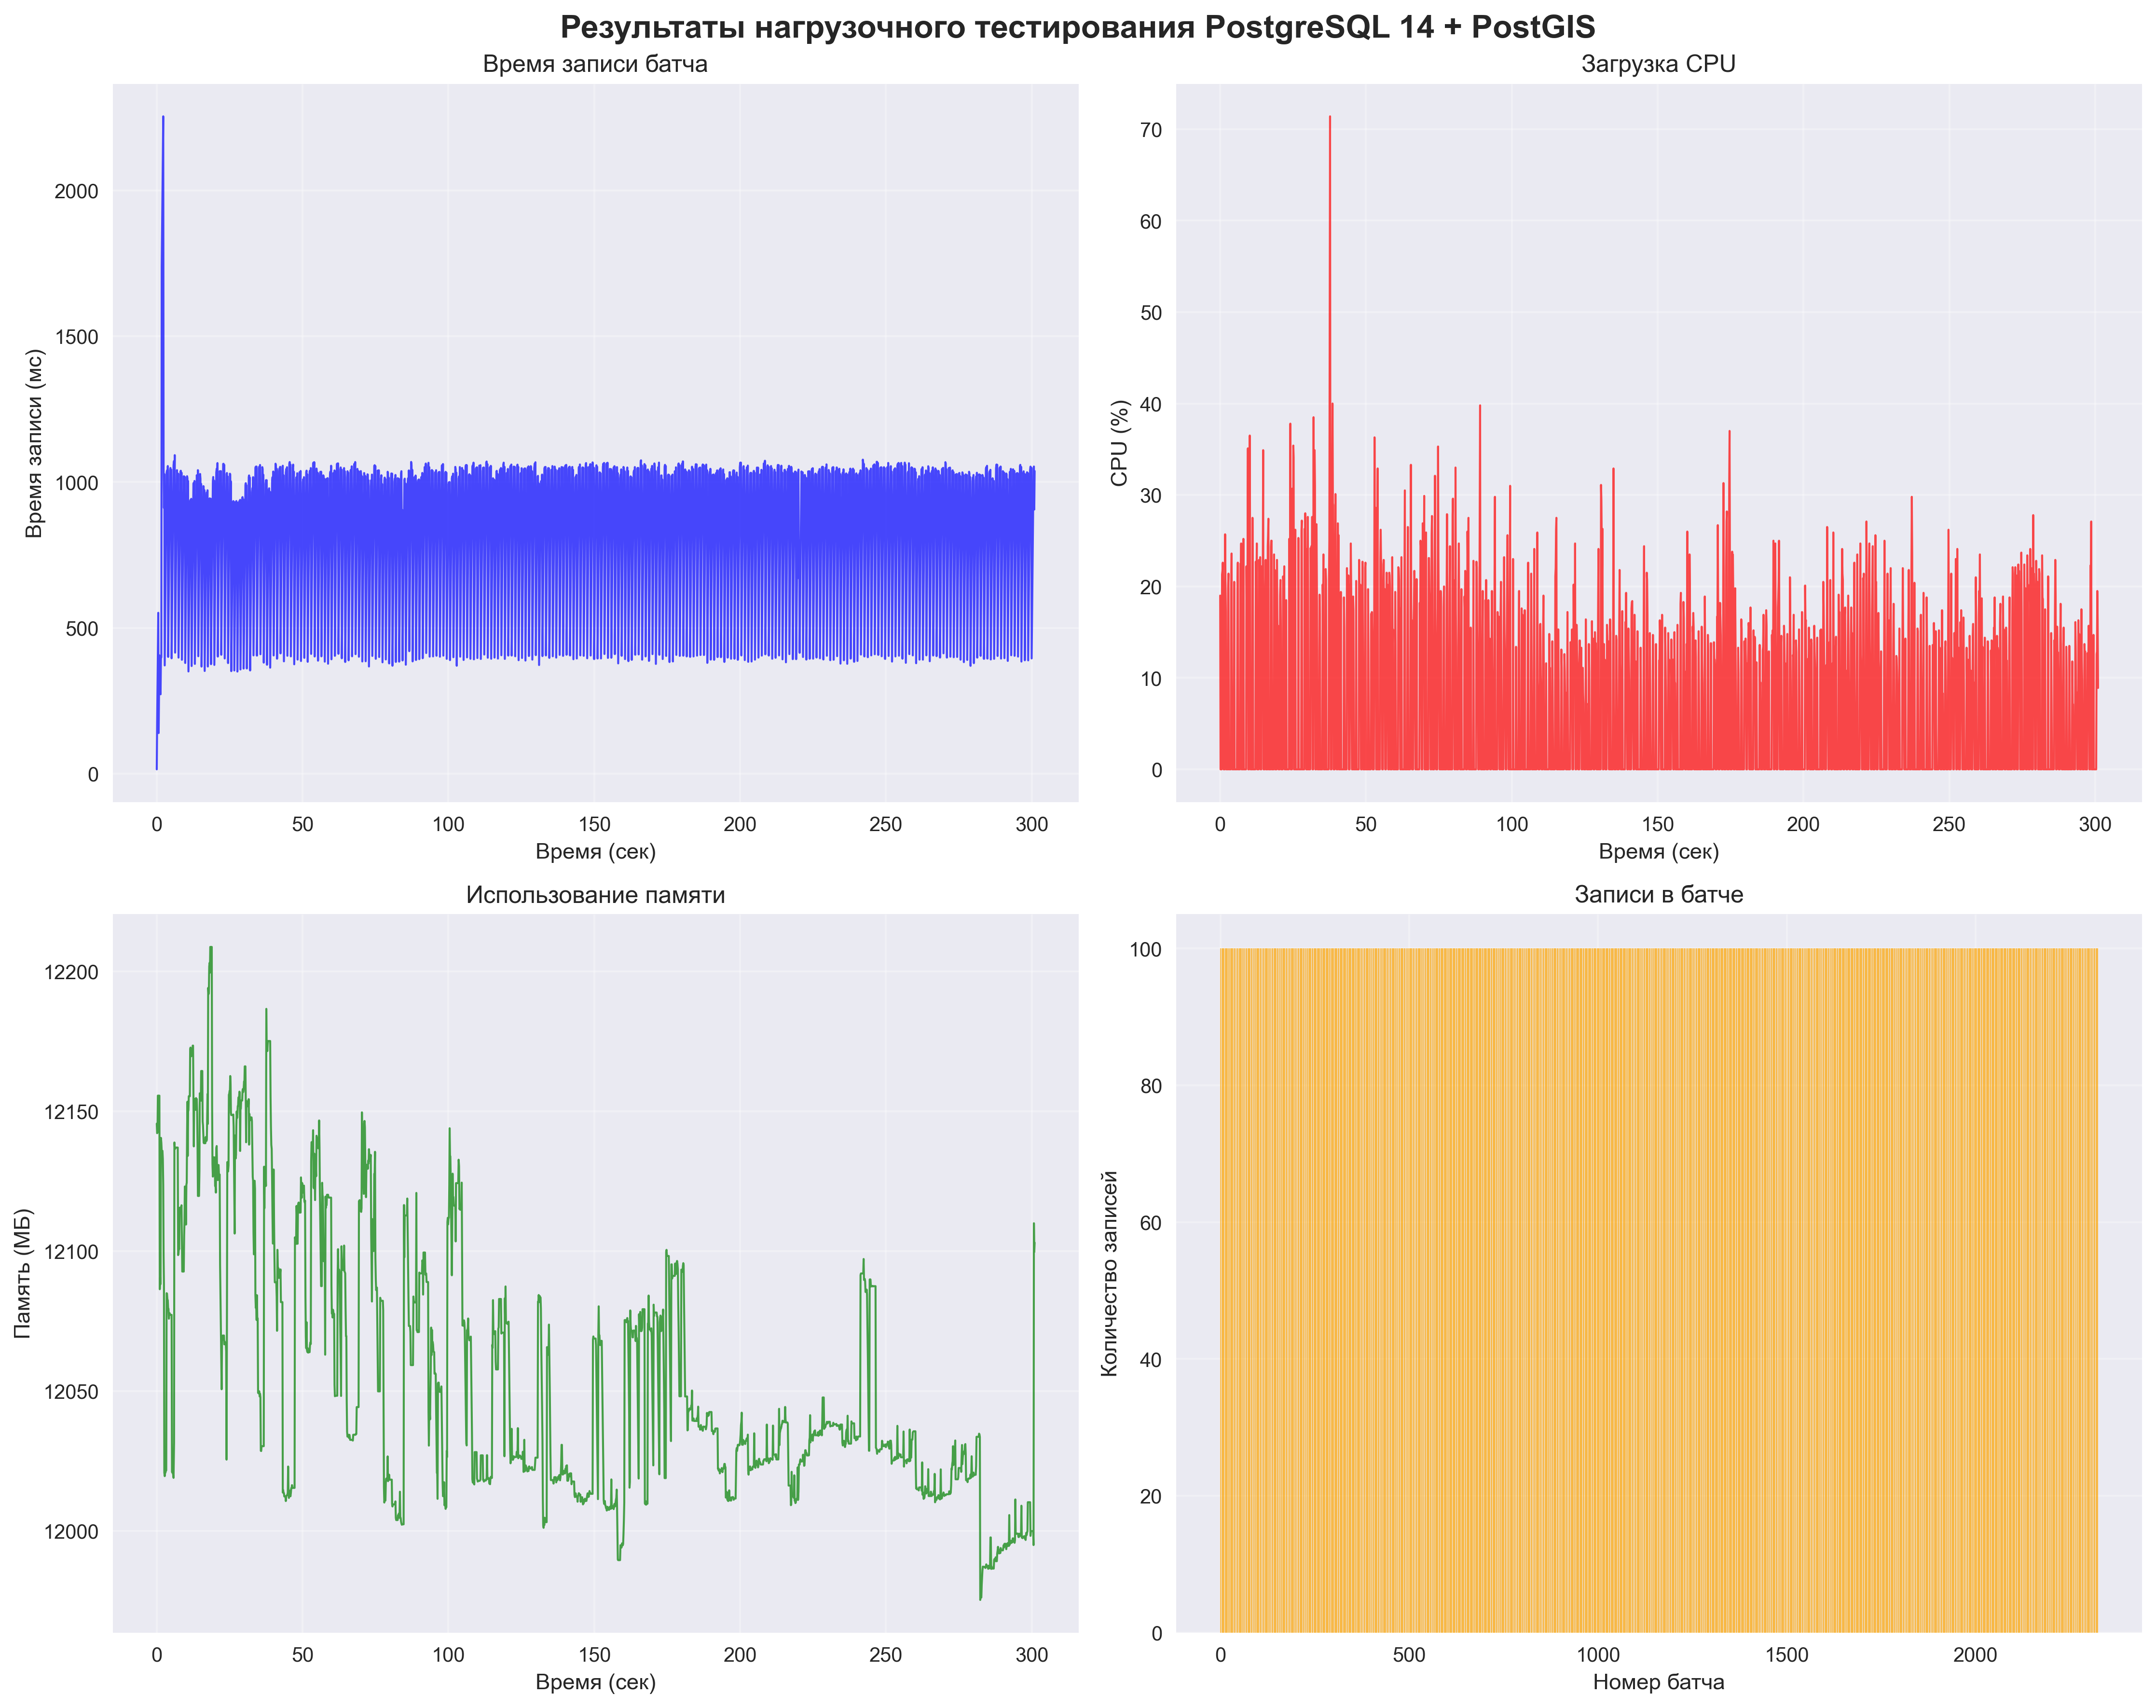 Результаты нагрузочного тестирования PostgreSQL 14 + PostGIS
Время записи батча
Время записи (мс)
2000
1500
1000
500
0
0 50 100 150 200 250 300
Время (сек)
Загрузка CPU
CPU (%)
70
60
50
40
30
20
10
0
0 50 100 150 200 250 300
Время (сек)
Использование памяти
Память (МБ)
12200
12150
12100
12050
12000
0 50 100 150 200 250 300
Время (сек)
Записи в батче
Количество записей
100
80
60
40
20
0
0 500 1000 1500 2000
Номер батча